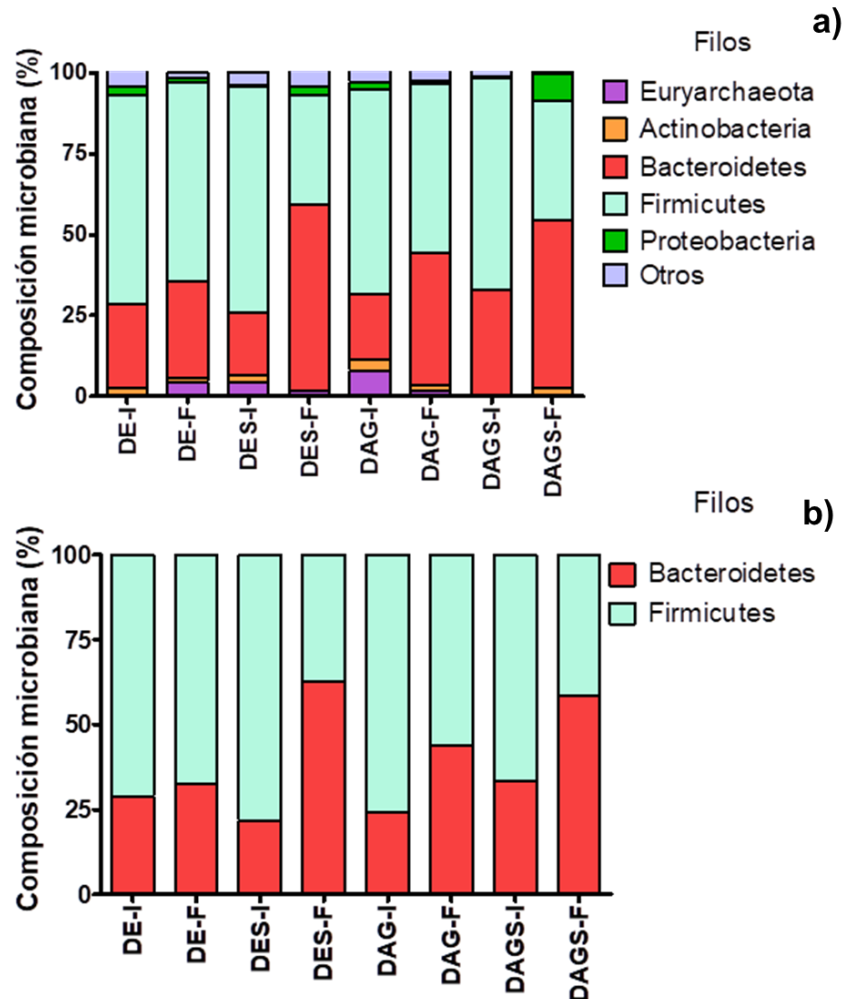 a)
Filos
Composición microbiana (%)
100
75
50
25
0
Euryarchaeota
Actinobacteria
Bacteroidetes
Firmicutes
Proteobacteria
Otros
DE-I
DE-F
DES-I
DES-F
DAG-I
DAG-F
DAGS-I
DAGS-F
b)
Filos
Composición microbiana (%)
100
75
50
25
0
Bacteroidetes
Firmicutes
DE-I
DE-F
DES-I
DES-F
DAG-I
DAG-F
DAGS-I
DAGS-F